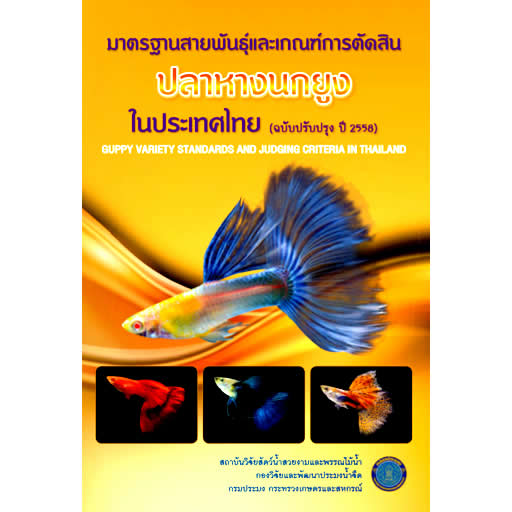 มาตรฐานสายพันธุ์และเกณฑ์การตัดสิน
ปลาหางนกยูง
ในประเทศไทย (ฉบับปรับปรุง ปี 2558)
GUPPY VARIETY STANDARDS AND JUDGING CRITERIA IN THAILAND
สถาบันวิจัยสัตว์น้ำสวยงามและพรรณไม้น้ำ
กองวิจัยและพัฒนาประมงน้ำจืด
กรมประมง กระทรวงเกษตรและสหกรณ์